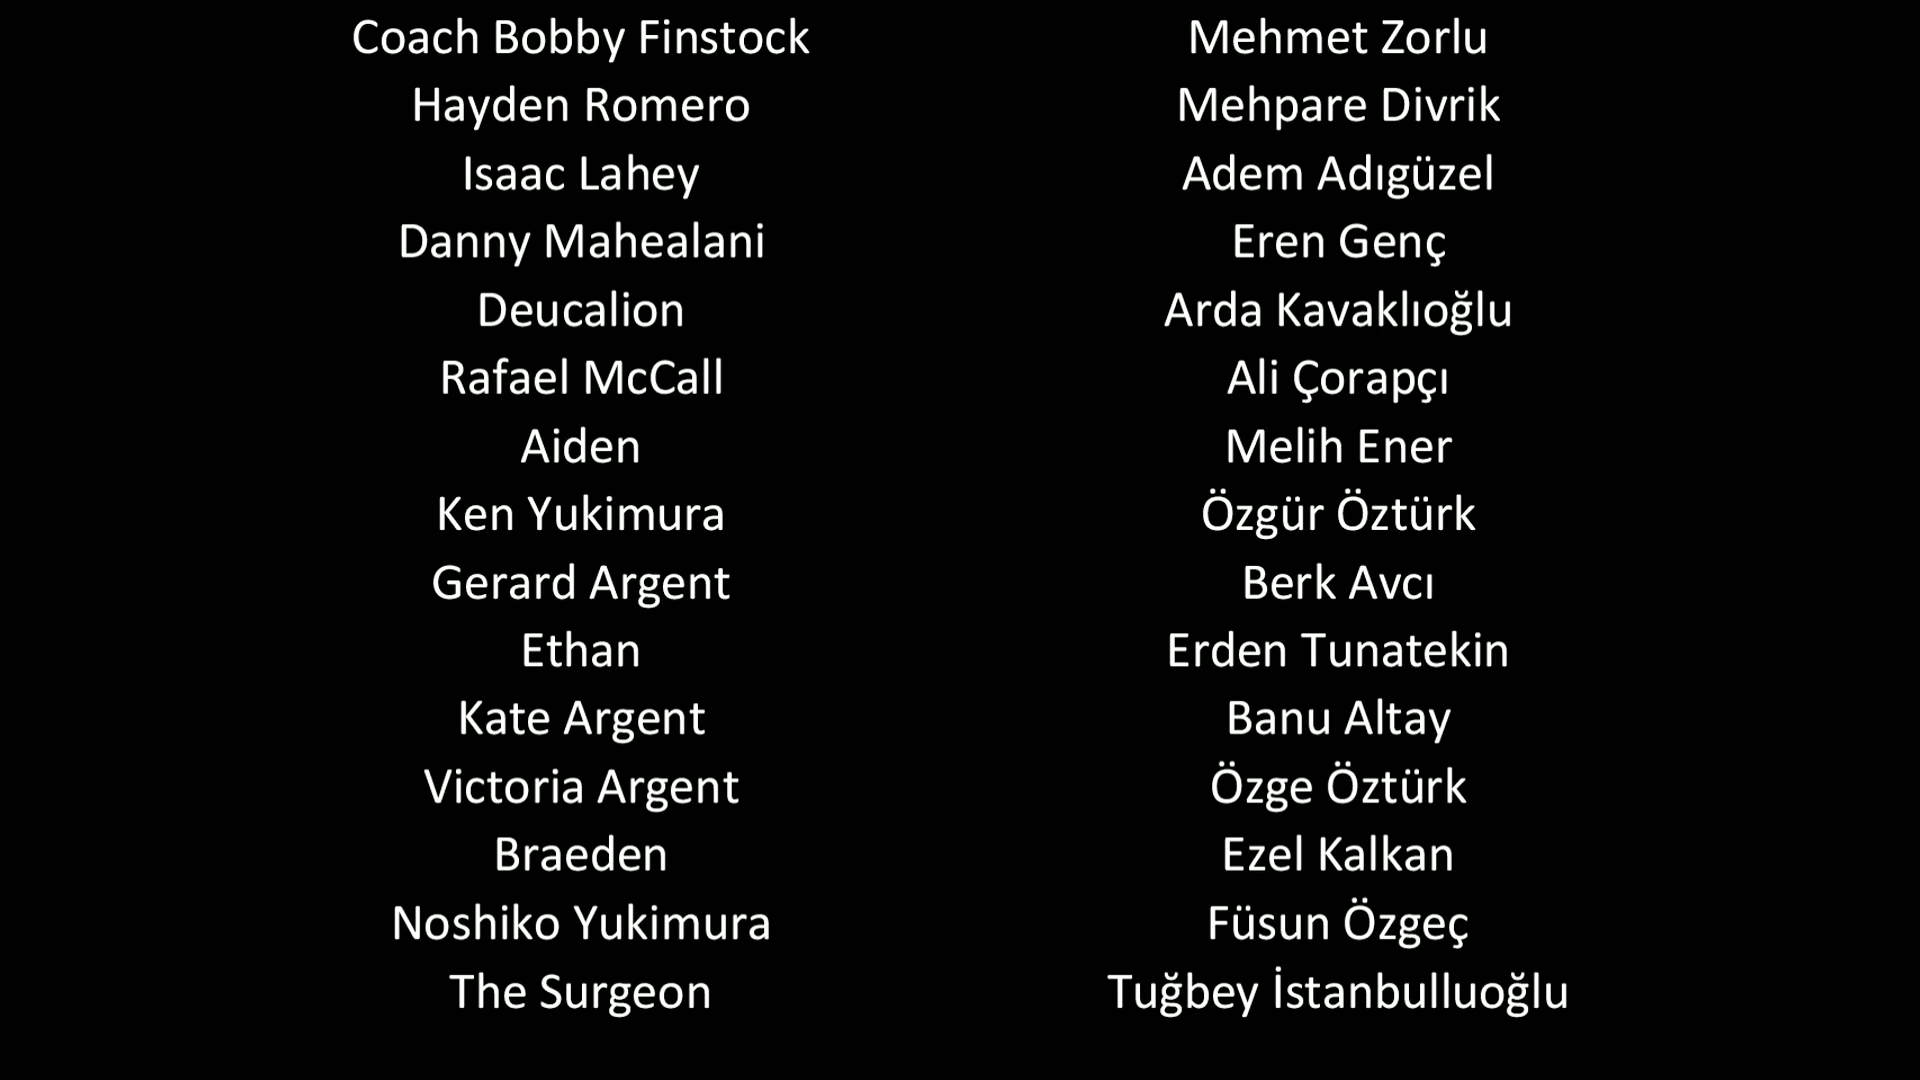 Coach Bobby Finstock Mehmet Zorlu
Hayden Romero Mehpare Divrik
Isaac Lahey Adem Adıgüzel
Danny Mahealani Eren Genç
Deucalion Arda Kavaklıoğlu
Rafael McCall Ali Çorapçı
Aiden Melih Ener
Ken Yukimura Özgür Öztürk
Gerard Argent Berk Avcı
Ethan Erden Tunatekin
Kate Argent Banu Altay
Victoria Argent Özge Öztürk
Braeden Ezel Kalkan
Noshiko Yukimura Füsun Özgeç
The Surgeon Tuğbey İstanbulluoğlu